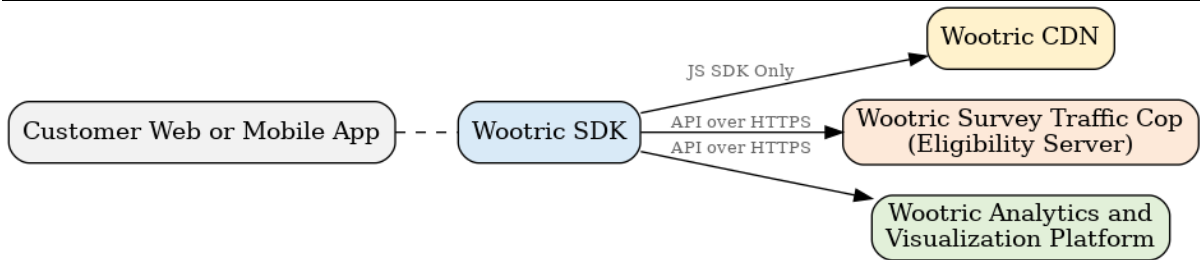 Wootric CDN
JS SDK Only
Customer Web or Mobile App
Wootric SDK
API over HTTPS
Wootric Survey Traffic Cop
(Eligibility Server)
API over HTTPS
Wootric Analytics and
Visualization Platform